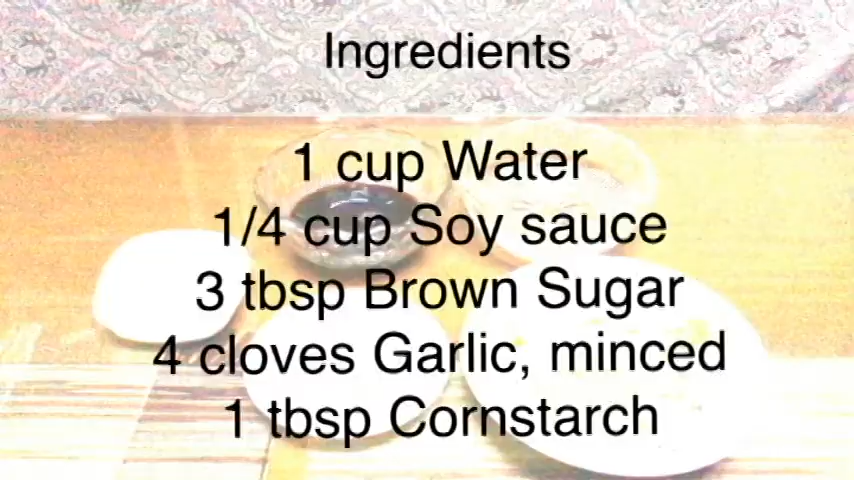 Ingredients
1 cup Water
1/4 cup Soy sauce
3 tbsp Brown Sugar
4 cloves Garlic, minced
1 tbsp Cornstarch